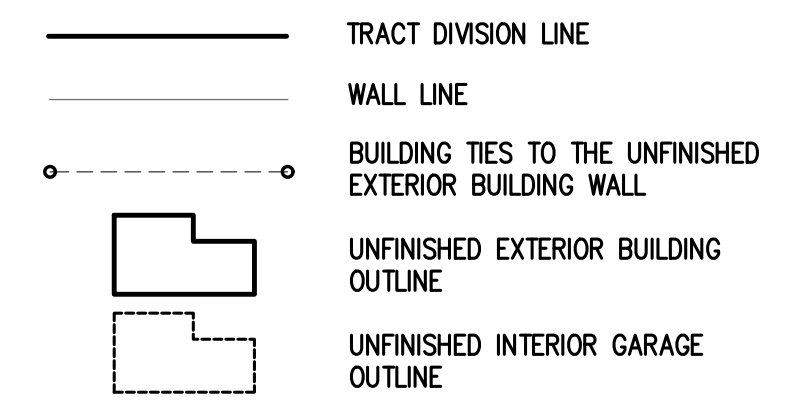 TRACT DIVISION LINE
WALL LINE
BUILDING TIES TO THE UNFINISHED
EXTERIOR BUILDING WALL
UNFINISHED EXTERIOR BUILDING
OUTLINE
UNFINISHED INTERIOR GARAGE
OUTLINE